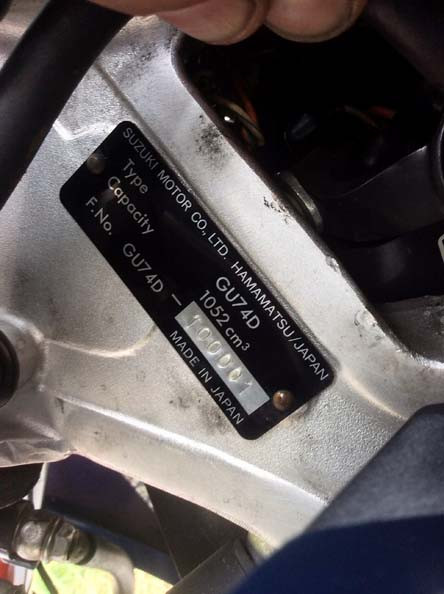 SUZUKI MOTOR CO., LTD. HAMAMATSU/JAPAN
Type GU74D
Capacity 1052 cm3
F.No. GU74D - 100001
MADE IN JAPAN